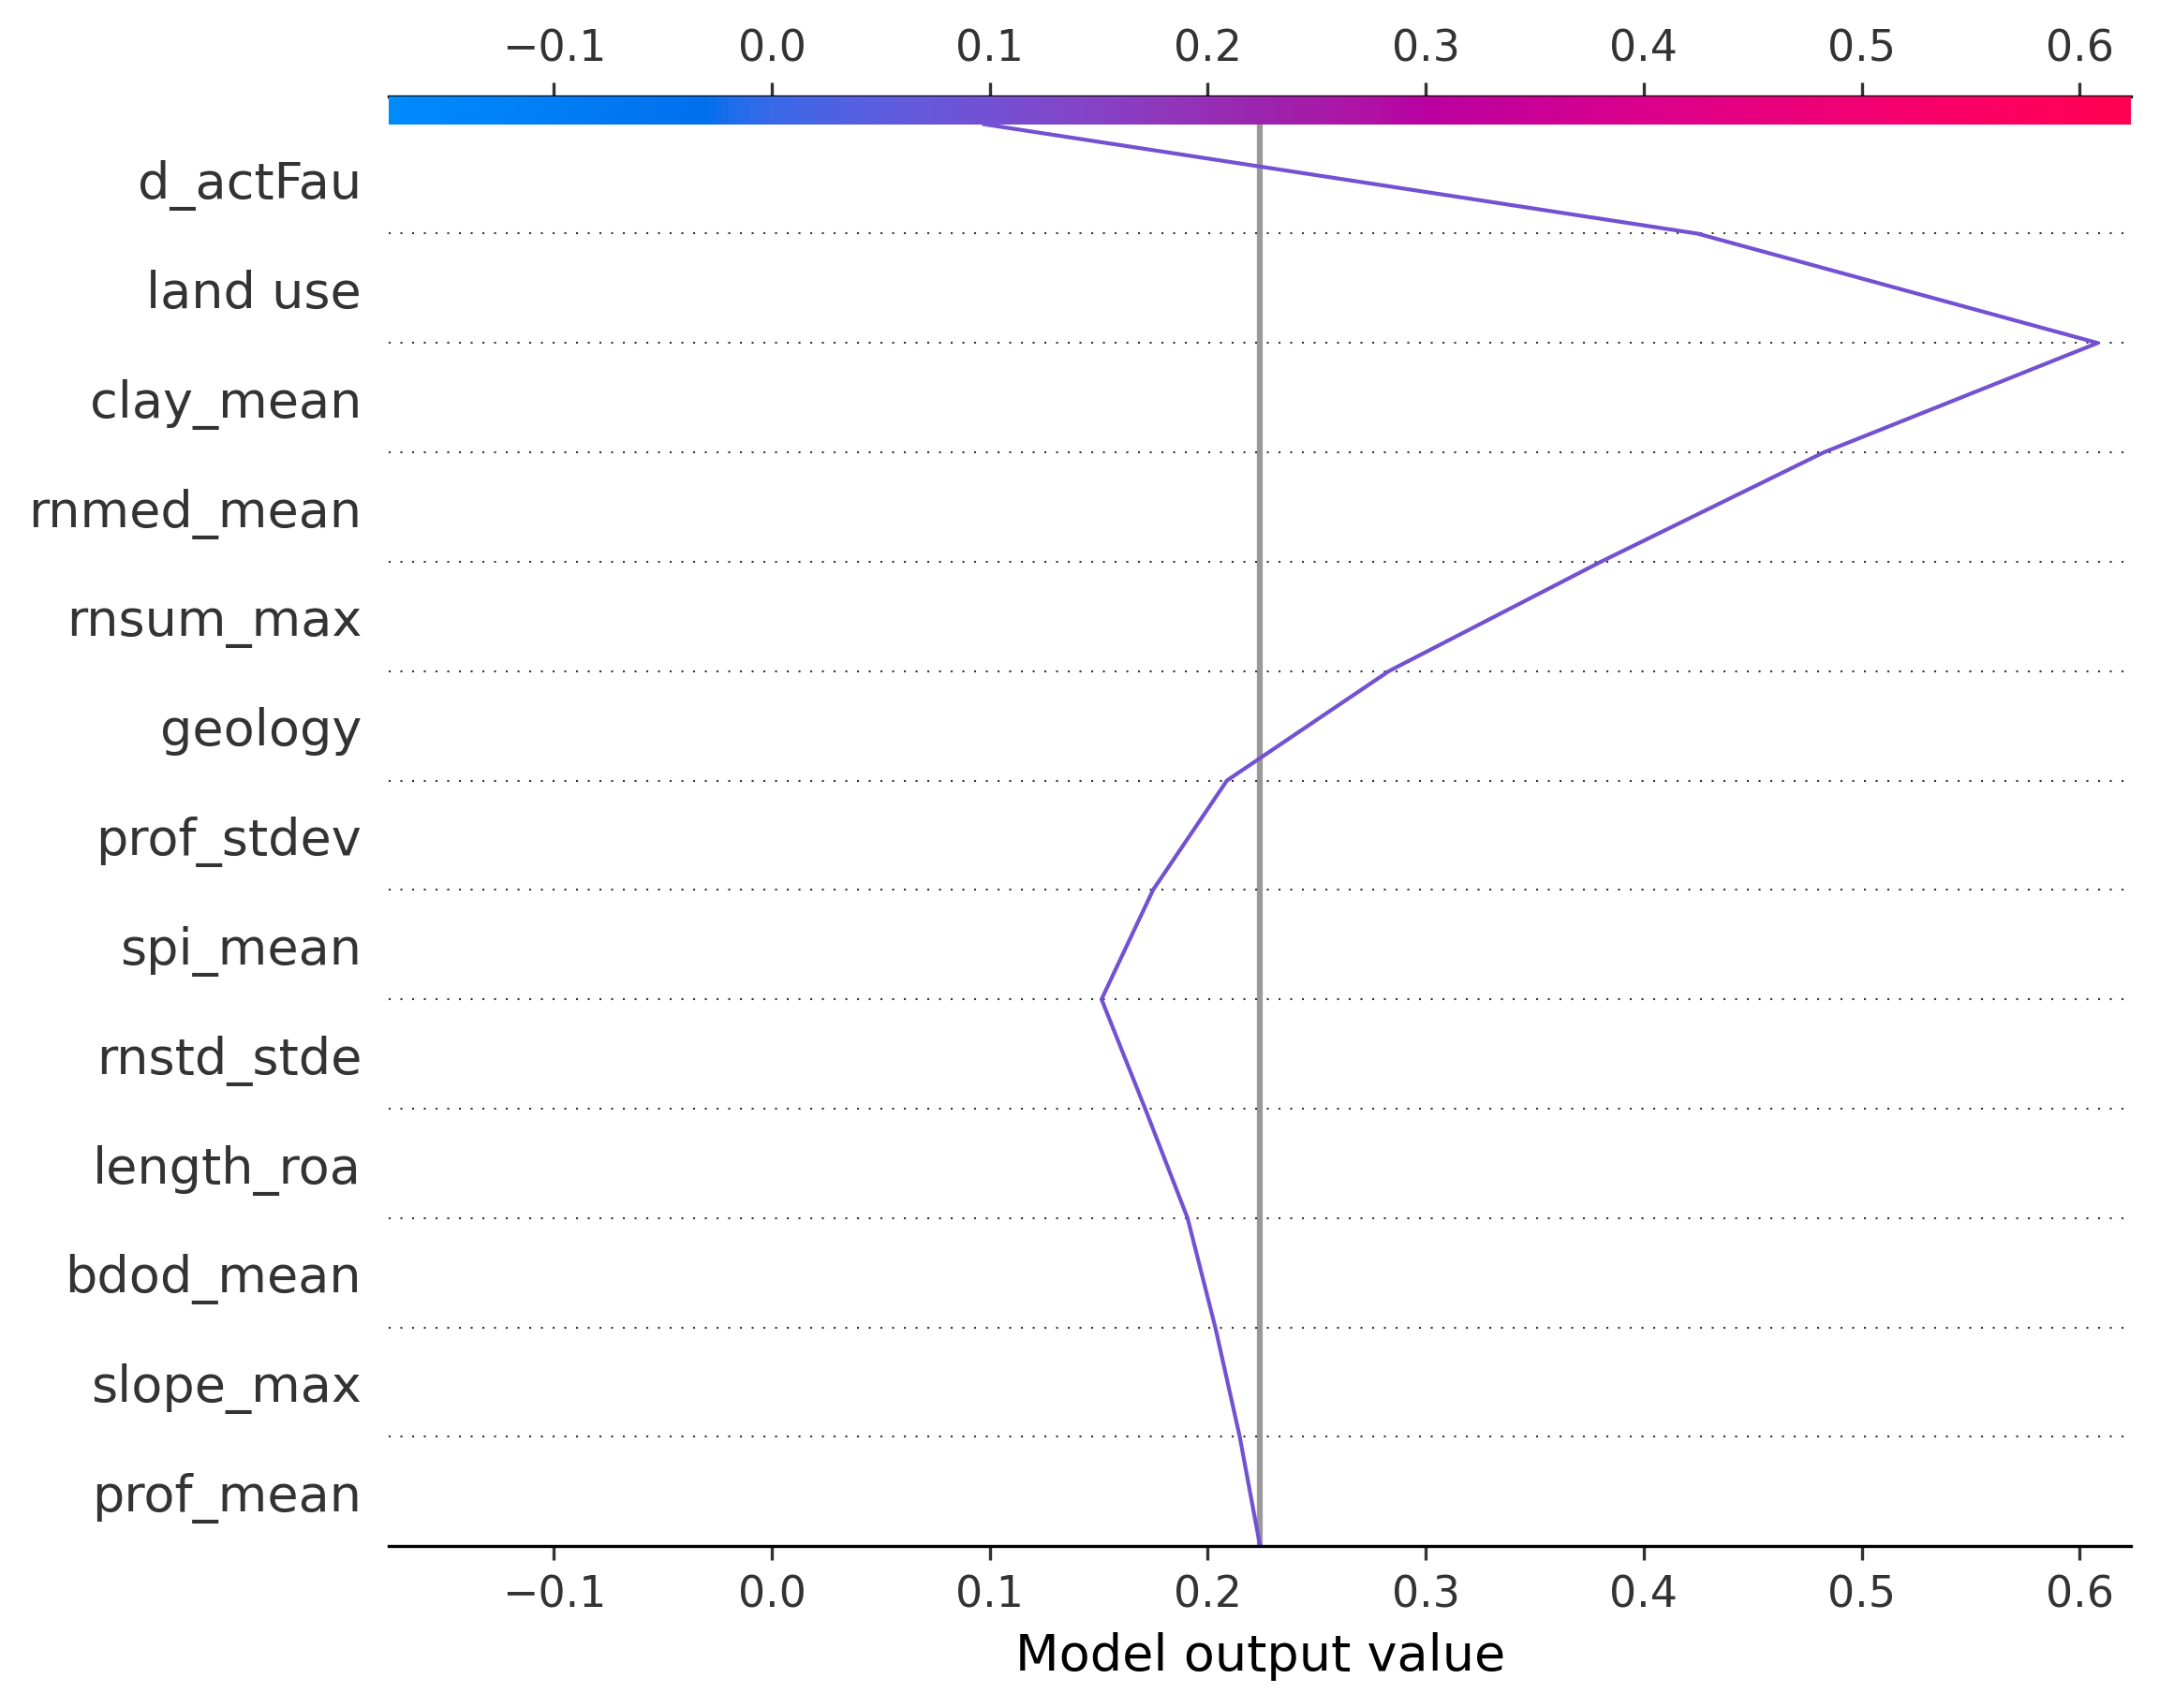 −0.1 0.0 0.1 0.2 0.3 0.4 0.5 0.6
d_actFau
land use
clay_mean
rnmed_mean
rnsum_max
geology
prof_stdev
spi_mean
rnstd_stde
length_roa
bdod_mean
slope_max
prof_mean
−0.1 0.0 0.1 0.2 0.3 0.4 0.5 0.6
Model output value